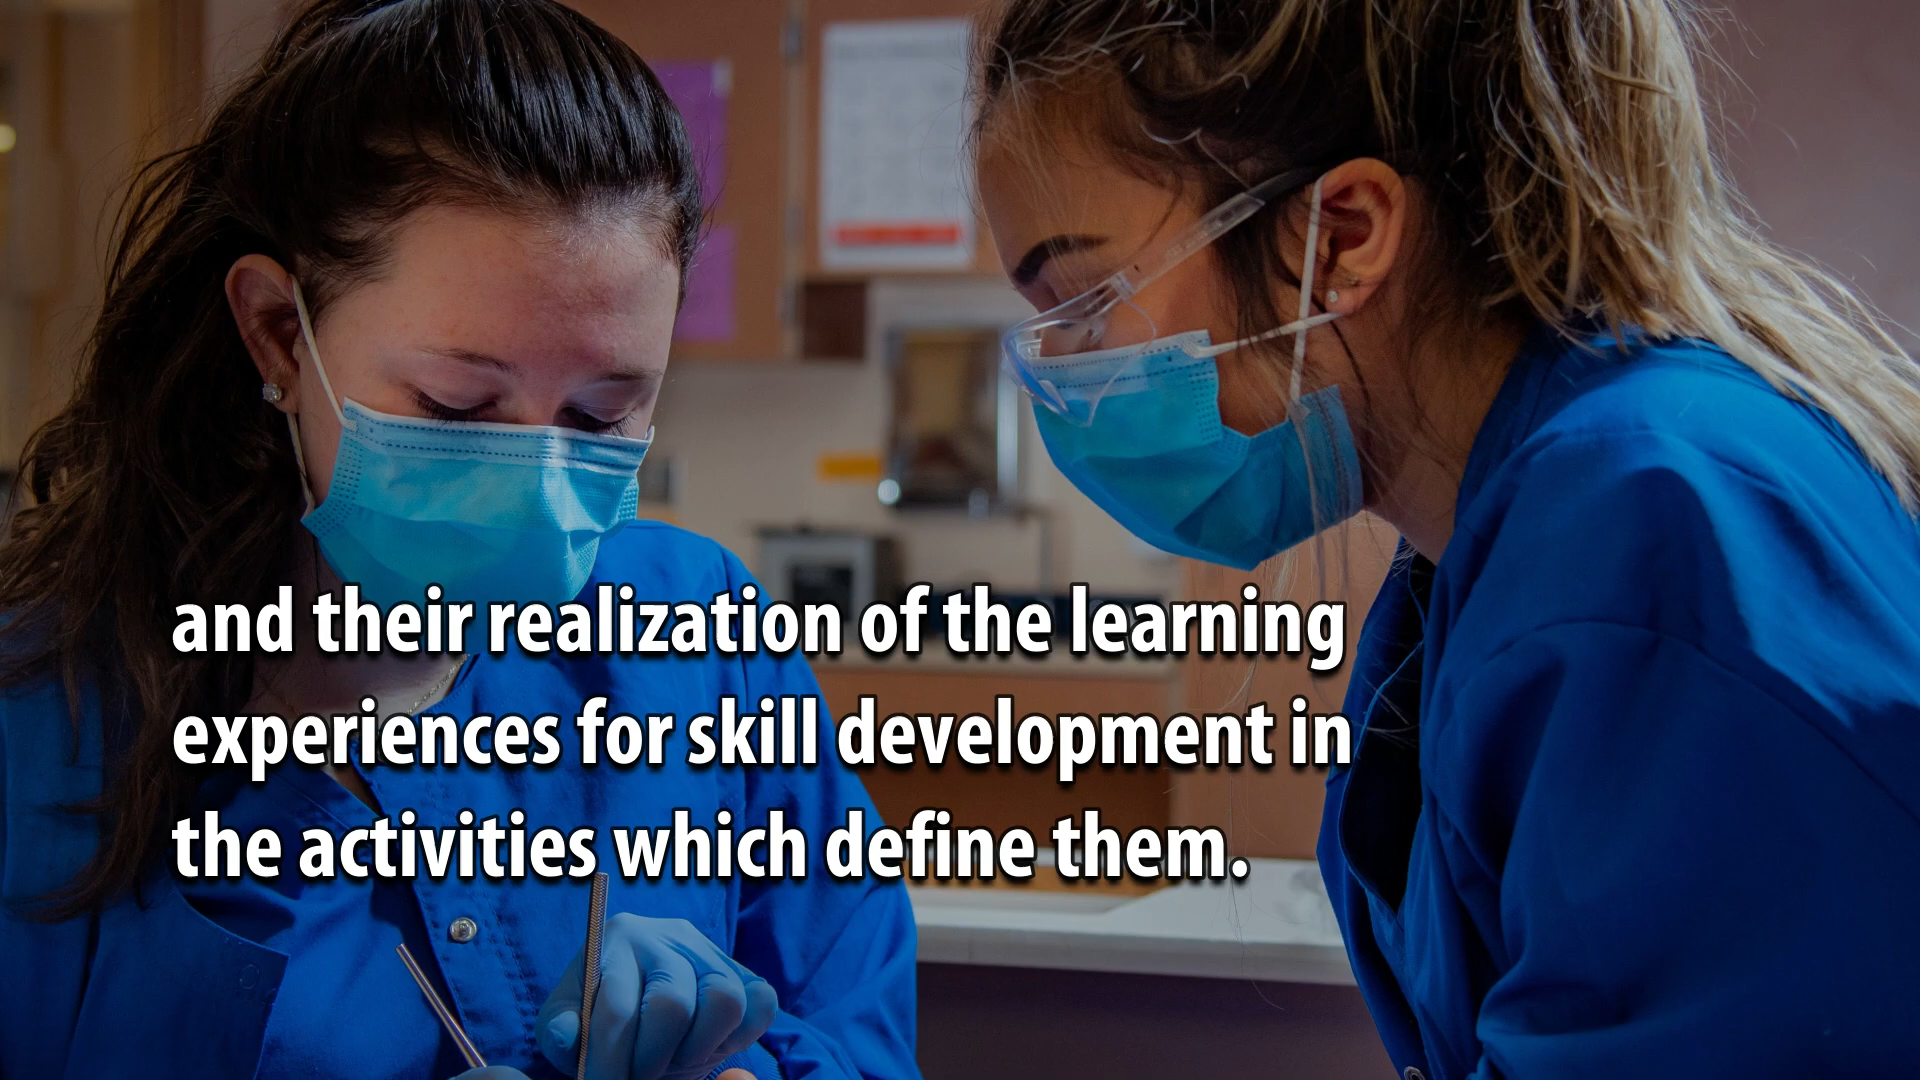 and their realization of the learning
experiences for skill development in
the activities which define them.